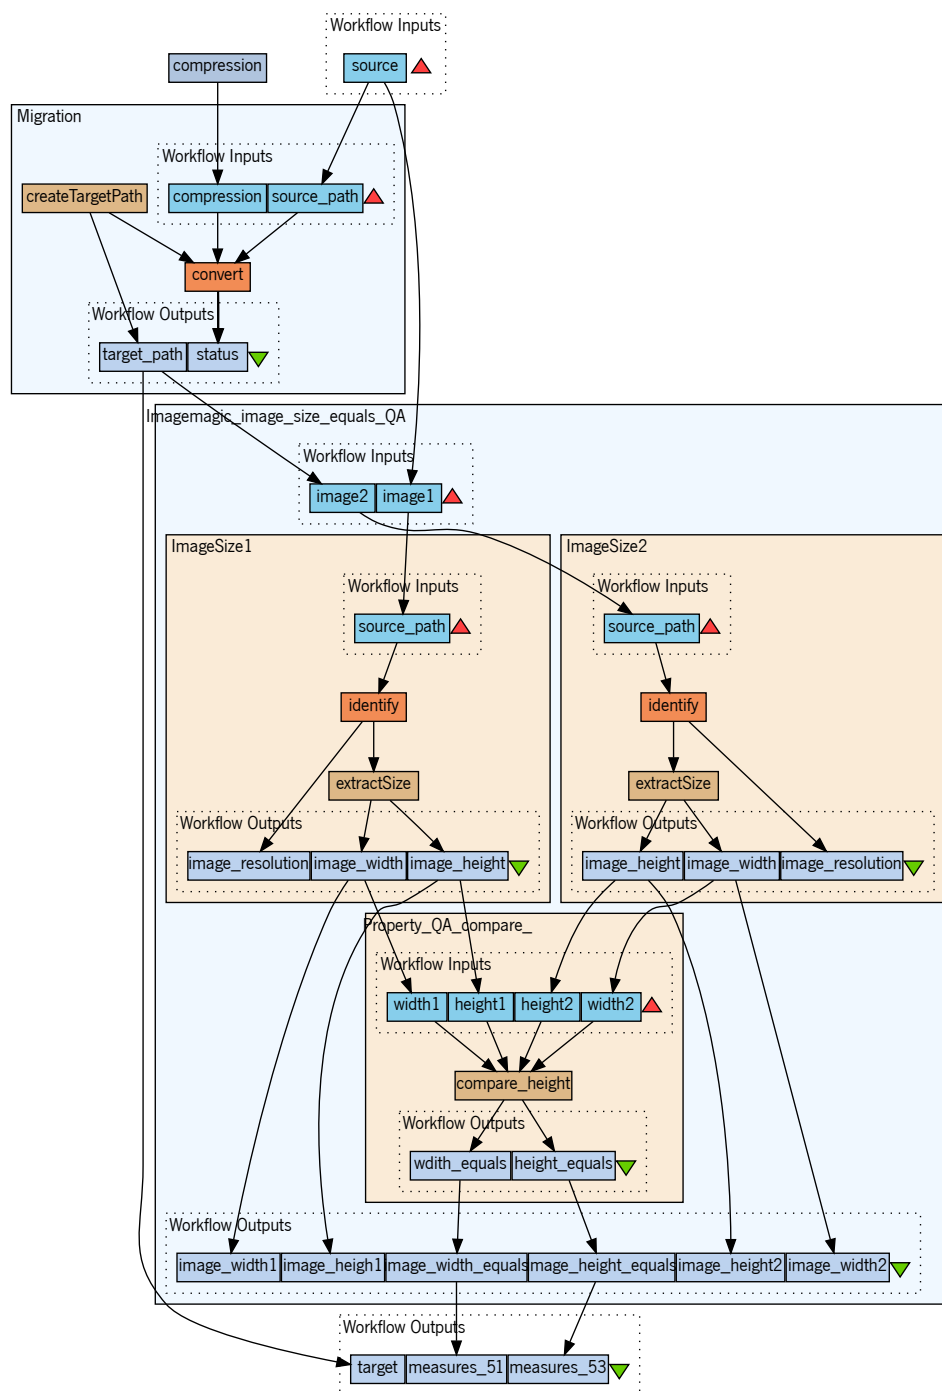 Workflow Inputs
compression
source
Migration
Workflow Inputs
createTargetPath
compression
source_path
convert
Workflow Outputs
target_path
status
Imagemagic_image_size_equals_QA
Workflow Inputs
image2
image1
ImageSize1
ImageSize2
Workflow Inputs
Workflow Inputs
source_path
source_path
identify
identify
extractSize
extractSize
Workflow Outputs
Workflow Outputs
image_resolution
image_width
image_height
image_height
image_width
image_resolution
Property_QA_compare_
Workflow Inputs
width1
height1
height2
width2
compare_height
Workflow Outputs
wdith_equals
height_equals
Workflow Outputs
image_width1
image_heigh1
mage_width_equals
mage_height_equals
image_height2
image_width2
Workflow Outputs
target
measures_51
measures_53